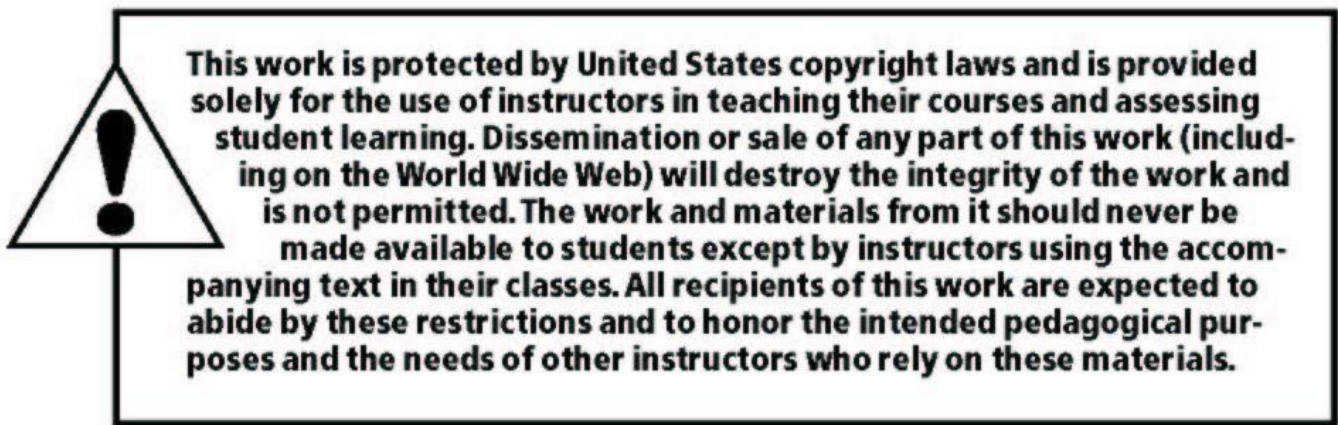 This work is protected by United States copyright laws and is provided
solely for the use of instructors in teaching their courses and assessing
student learning. Dissemination or sale of any part of this work (includ-
ing on the World Wide Web) will destroy the integrity of the work and
is not permitted. The work and materials from it should never be
made available to students except by instructors using the accom-
panying text in their classes. All recipients of this work are expected to
abide by these restrictions and to honor the intended pedagogical pur-
poses and the needs of other instructors who rely on these materials.